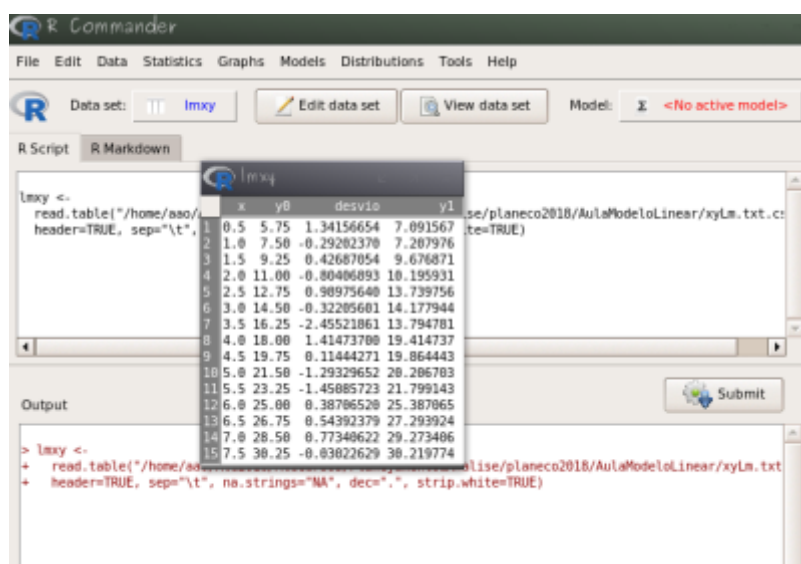 R Commander
File Edit Data Statistics Graphs Models Distributions Tools Help
Data set: lmxy Edit data set View data set Model: Σ <No active model>
R Script R Markdown
lmxy
lmxy <-
read.table("/home/aao/ se/planeco2018/AulaModeloLinear/xyLm.txt.cs
header=TRUE, sep="\t", te=TRUE)
x y0 desvio y1
1 0.5 5.75 1.34156654 7.091567
2 1.0 7.50 -0.29202370 7.207976
3 1.5 9.25 0.42687054 9.676871
4 2.0 11.00 -0.80406893 10.195931
5 2.5 12.75 0.98975640 13.739756
6 3.0 14.50 -0.32205601 14.177944
7 3.5 16.25 -2.45521861 13.794781
8 4.0 18.00 1.41473700 19.414737
9 4.5 19.75 0.11444271 19.864443
10 5.0 21.50 -1.29329652 20.206703
11 5.5 23.25 -1.45085723 21.799143
12 6.0 25.00 0.38706520 25.387065
13 6.5 26.75 0.54392379 27.293924
14 7.0 28.50 0.77340622 29.273406
15 7.5 30.25 -0.03022629 30.219774
Submit
Output
> lmxy <-
+ read.table("/home/aa alise/planeco2018/AulaModeloLinear/xyLm.txt
+ header=TRUE, sep="\t", na.strings="NA", dec=".", strip.white=TRUE)